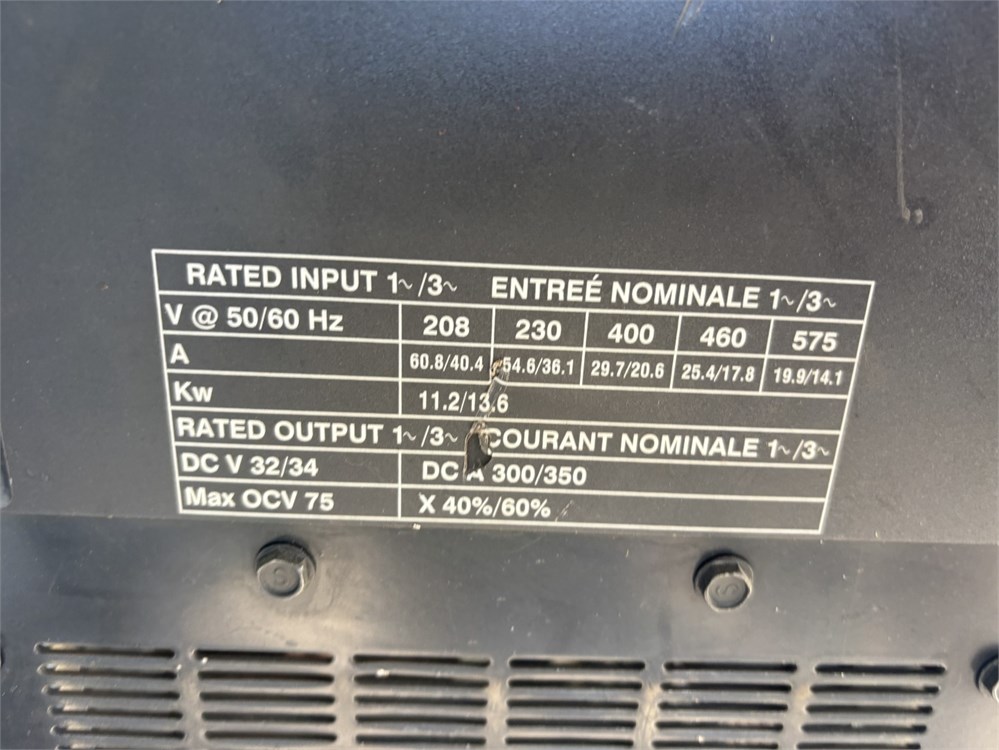 RATED INPUT 1~/3~ ENTREÉ NOMINALE 1~/3~
V @ 50/60 Hz 208 230 400 460 575
A 60.8/40.4 54.6/36.1 29.7/20.6 25.4/17.8 19.9/14.1
Kw 11.2/13.6
RATED OUTPUT 1~/3~ COURANT NOMINALE 1~/3~
DC V 32/34 DC A 300/350
Max OCV 75 X 40%/60%